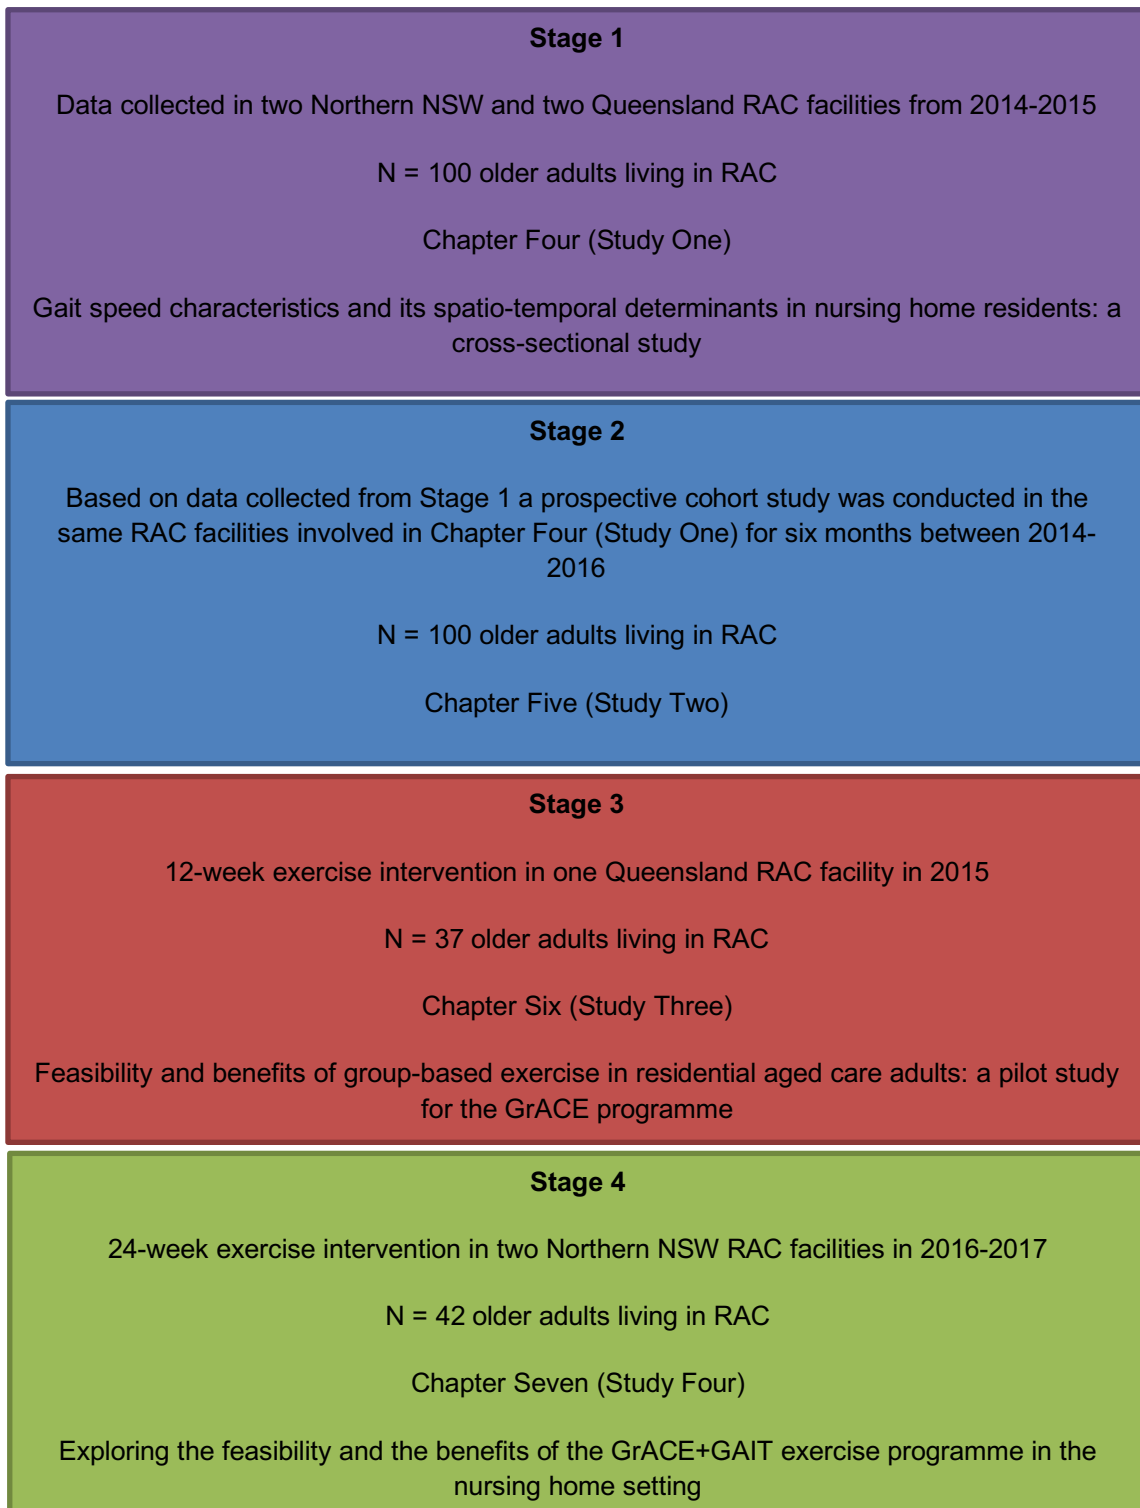 Stage 1
Data collected in two Northern NSW and two Queensland RAC facilities from 2014-2015
N = 100 older adults living in RAC
Chapter Four (Study One)
Gait speed characteristics and its spatio-temporal determinants in nursing home residents: a
cross-sectional study
Stage 2
Based on data collected from Stage 1 a prospective cohort study was conducted in the
same RAC facilities involved in Chapter Four (Study One) for six months between 2014-
2016
N = 100 older adults living in RAC
Chapter Five (Study Two)
Stage 3
12-week exercise intervention in one Queensland RAC facility in 2015
N = 37 older adults living in RAC
Chapter Six (Study Three)
Feasibility and benefits of group-based exercise in residential aged care adults: a pilot study
for the GrACE programme
Stage 4
24-week exercise intervention in two Northern NSW RAC facilities in 2016-2017
N = 42 older adults living in RAC
Chapter Seven (Study Four)
Exploring the feasibility and the benefits of the GrACE+GAIT exercise programme in the
nursing home setting